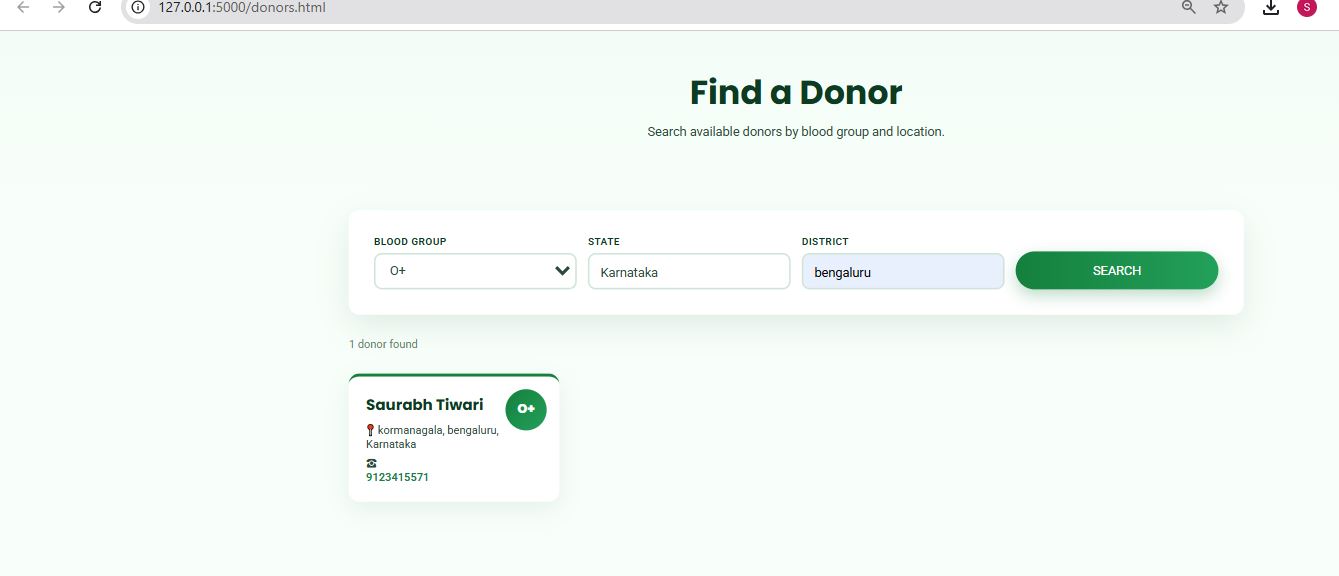 127.0.0.1:5000/donors.html
S
Find a Donor
Search available donors by blood group and location.
BLOOD GROUP STATE DISTRICT
O+ Karnataka bengaluru SEARCH
1 donor found
Saurabh Tiwari O+
kormanagala, bengaluru,
Karnataka
9123415571